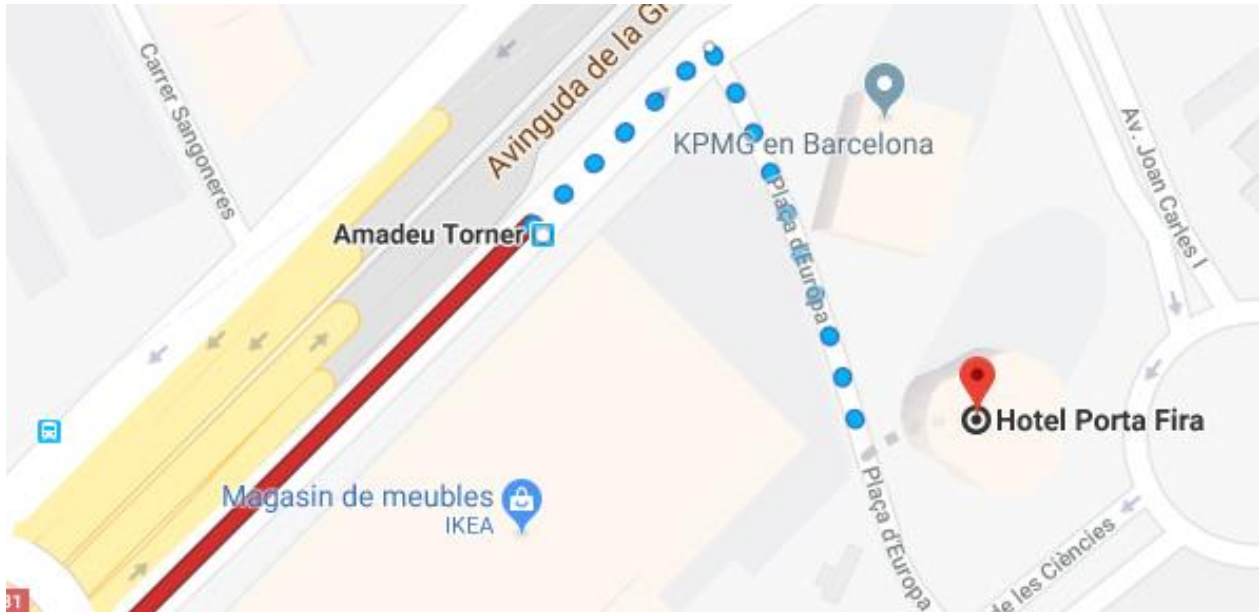 Carrer Sangoneres
Avinguda de la Gr
KPMG en Barcelona
Av. Joan Carles I
Plaça d'Europa
Amadeu Torner
Hotel Porta Fira
Magasin de meubles
IKEA
Plaça d'Europa
de les Ciències
31